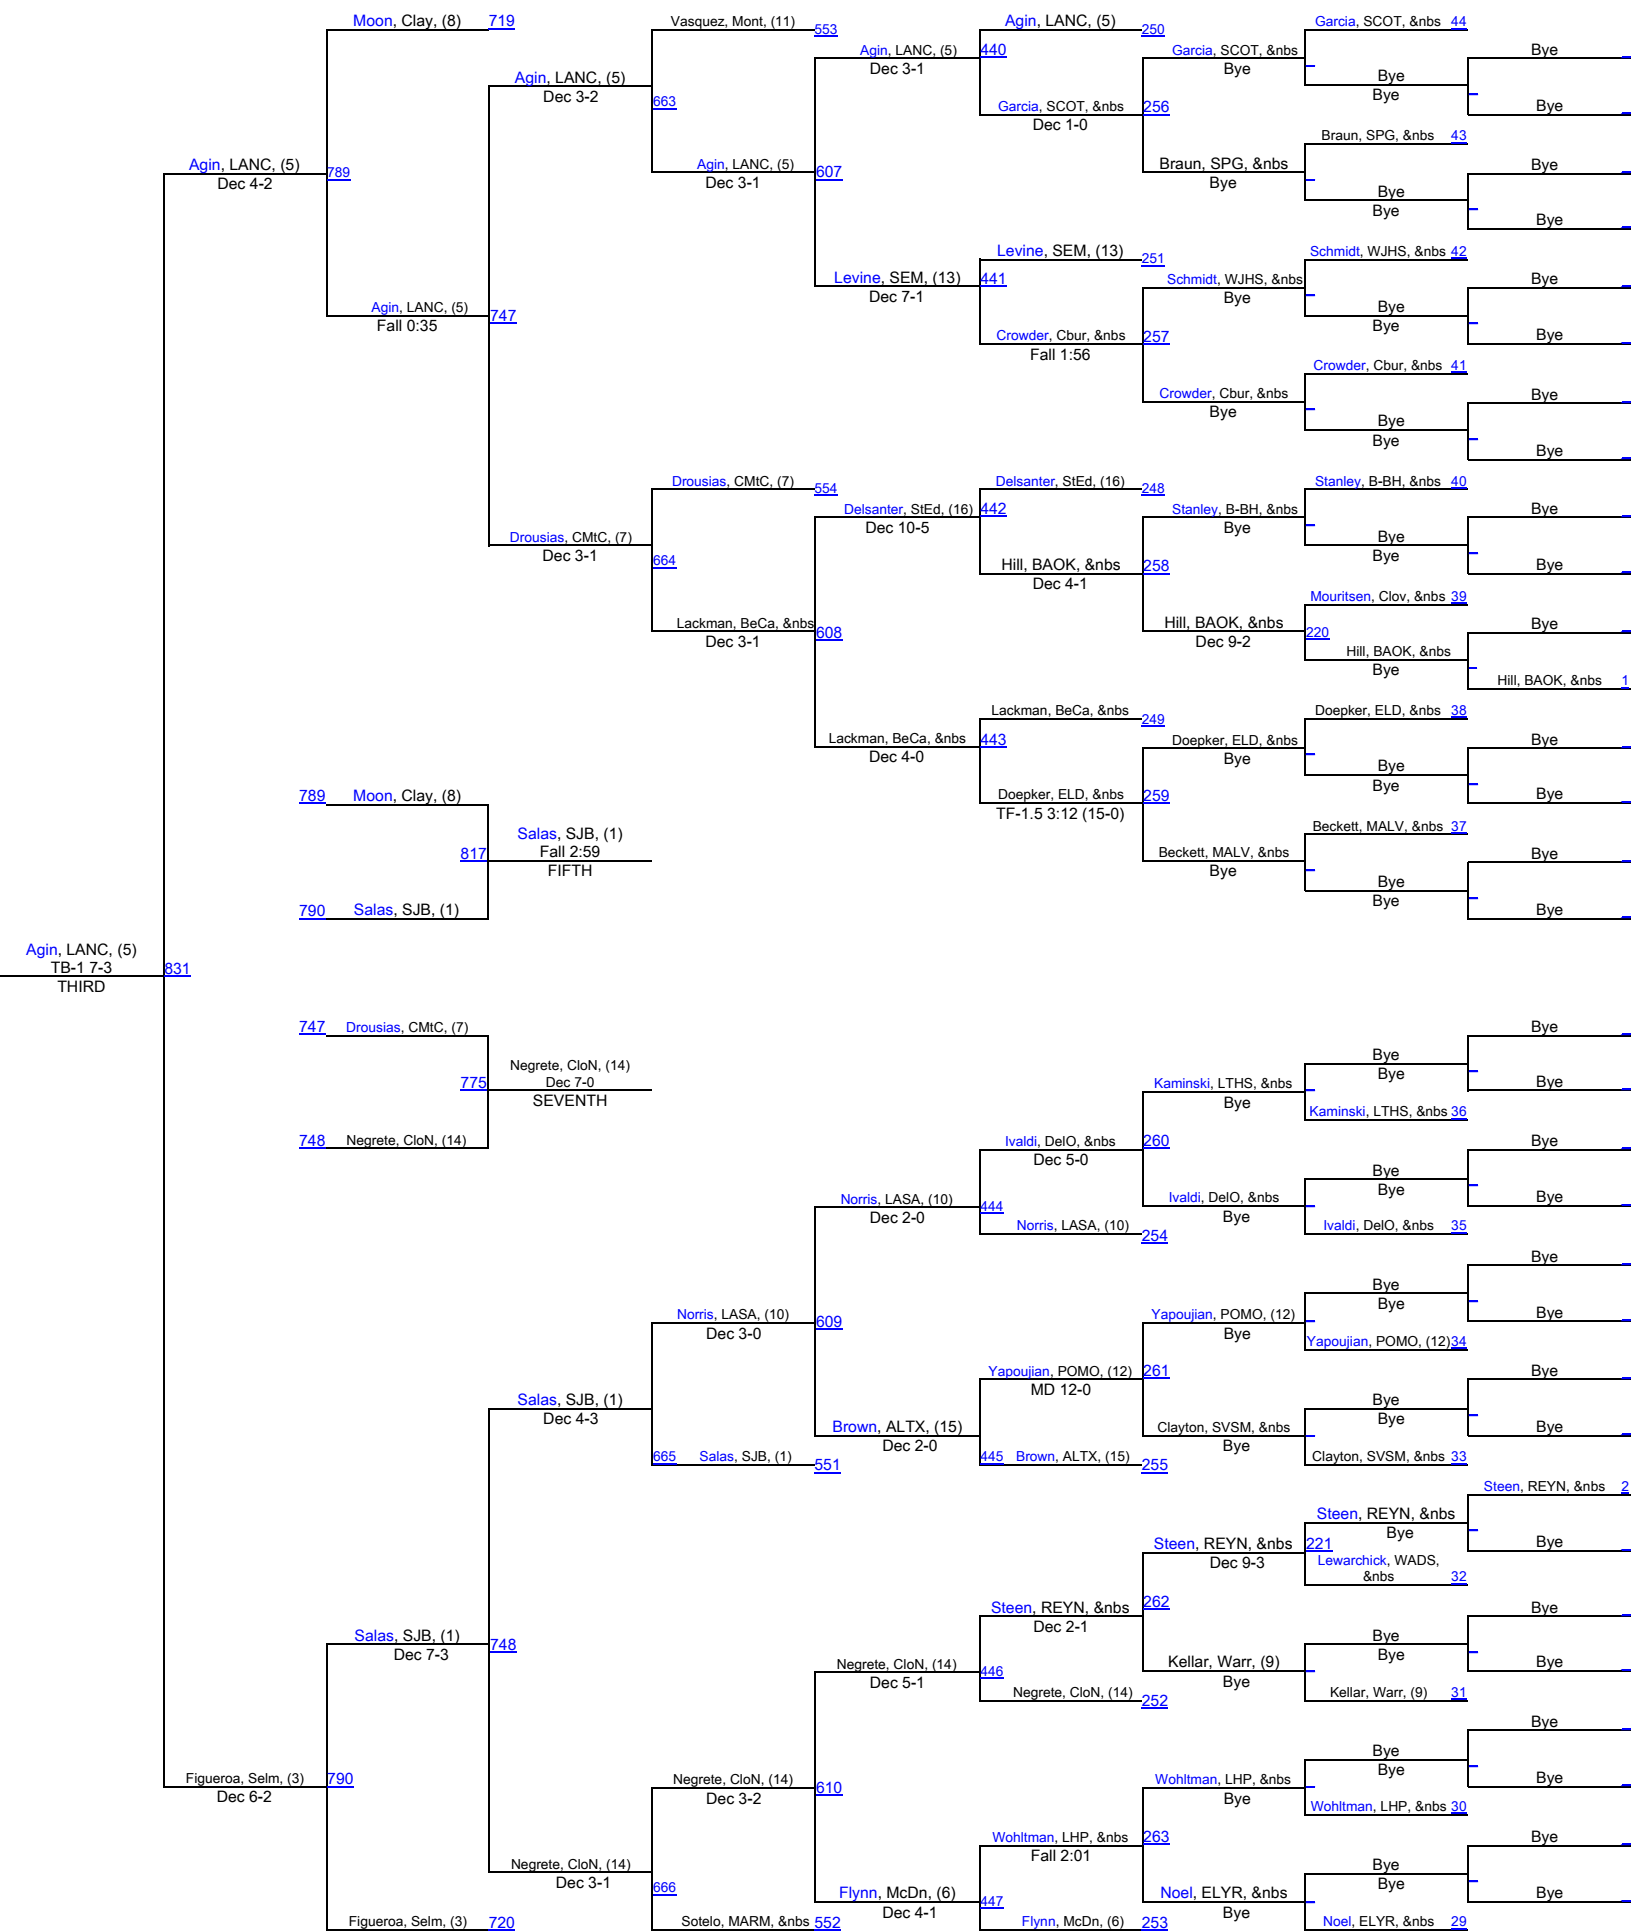 Moon, Clay, (8) 719
Vasquez, Mont, (11) 553
Agin, LANC, (5) 250
Garcia, SCOT, &nbs 44
Agin, LANC, (5) 440
Dec 3-1
Garcia, SCOT, &nbs
Bye
Bye
Agin, LANC, (5)
Dec 3-2
Bye
Bye
663
Garcia, SCOT, &nbs 256
Dec 1-0
Bye
Braun, SPG, &nbs 43
Agin, LANC, (5)
Dec 4-2
789
Agin, LANC, (5) 607
Dec 3-1
Braun, SPG, &nbs
Bye
Bye
Bye
Bye
Bye
Levine, SEM, (13) 251
Schmidt, WJHS, &nbs 42
Levine, SEM, (13) 441
Dec 7-1
Schmidt, WJHS, &nbs
Bye
Bye
Agin, LANC, (5)
Fall 0:35
747
Bye
Bye
Crowder, Cbur, &nbs 257
Fall 1:56
Bye
Crowder, Cbur, &nbs 41
Crowder, Cbur, &nbs
Bye
Bye
Bye
Bye
Bye
Drousias, CMtC, (7) 554
Delsanter, StEd, (16) 248
Stanley, B-BH, &nbs 40
Delsanter, StEd, (16) 442
Dec 10-5
Stanley, B-BH, &nbs
Bye
Bye
Drousias, CMtC, (7)
Dec 3-1
664
Bye
Bye
Hill, BAOK, &nbs 258
Dec 4-1
Bye
Mouritsen, Clov, &nbs 39
Lackman, BeCa, &nbs 608
Dec 3-1
Hill, BAOK, &nbs 220
Dec 9-2
Bye
Hill, BAOK, &nbs
Bye
Hill, BAOK, &nbs 1
Lackman, BeCa, &nbs 249
Doepker, ELD, &nbs 38
Lackman, BeCa, &nbs 443
Dec 4-0
Doepker, ELD, &nbs
Bye
Bye
Bye
Bye
789 Moon, Clay, (8)
Doepker, ELD, &nbs 259
TF-1.5 3:12 (15-0)
Bye
Beckett, MALV, &nbs 37
817
Salas, SJB, (1)
Fall 2:59
FIFTH
Beckett, MALV, &nbs
Bye
Bye
Bye
Bye
790 Salas, SJB, (1)
Bye
Agin, LANC, (5)
TB-1 7-3
THIRD
831
747 Drousias, CMtC, (7)
Bye
Bye
Bye
775
Negrete, CloN, (14)
Dec 7-0
SEVENTH
Kaminski, LTHS, &nbs
Bye
Bye
Kaminski, LTHS, &nbs 36
748 Negrete, CloN, (14)
Ivaldi, DelO, &nbs 260
Dec 5-0
Bye
Bye
Bye
Norris, LASA, (10)
Dec 2-0
444
Ivaldi, DelO, &nbs
Bye
Bye
Norris, LASA, (10) 254
Ivaldi, DelO, &nbs 35
Bye
Bye
Bye
Norris, LASA, (10) 609
Dec 3-0
Yapoujian, POMO, (12)
Bye
Bye
Yapoujian, POMO, (12) 34
Yapoujian, POMO, (12) 261
MD 12-0
Bye
Salas, SJB, (1)
Dec 4-3
Bye
Bye
Brown, ALTX, (15)
Dec 2-0
Clayton, SVSM, &nbs
Bye
Bye
665 Salas, SJB, (1) 551
445 Brown, ALTX, (15) 255
Clayton, SVSM, &nbs 33
Steen, REYN, &nbs 2
Steen, REYN, &nbs
Bye
Steen, REYN, &nbs 221
Dec 9-3
Bye
Lewarchick, WADS,
&nbs 32
Steen, REYN, &nbs 262
Dec 2-1
Bye
Salas, SJB, (1)
Dec 7-3
748
Bye
Bye
Negrete, CloN, (14) 446
Dec 5-1
Kellar, Warr, (9)
Bye
Bye
Negrete, CloN, (14) 252
Kellar, Warr, (9) 31
Bye
Bye
Bye
Figueroa, Selm, (3) 790
Dec 6-2
Negrete, CloN, (14) 610
Dec 3-2
Wohltman, LHP, &nbs
Bye
Bye
Wohltman, LHP, &nbs 30
Wohltman, LHP, &nbs 263
Fall 2:01
Bye
Negrete, CloN, (14)
Dec 3-1
666
Bye
Bye
Flynn, McDn, (6) 447
Dec 4-1
Noel, ELYR, &nbs
Bye
Bye
Figueroa, Selm, (3) 720
Sotelo, MARM, &nbs 552
Flynn, McDn, (6) 253
Noel, ELYR, &nbs 29